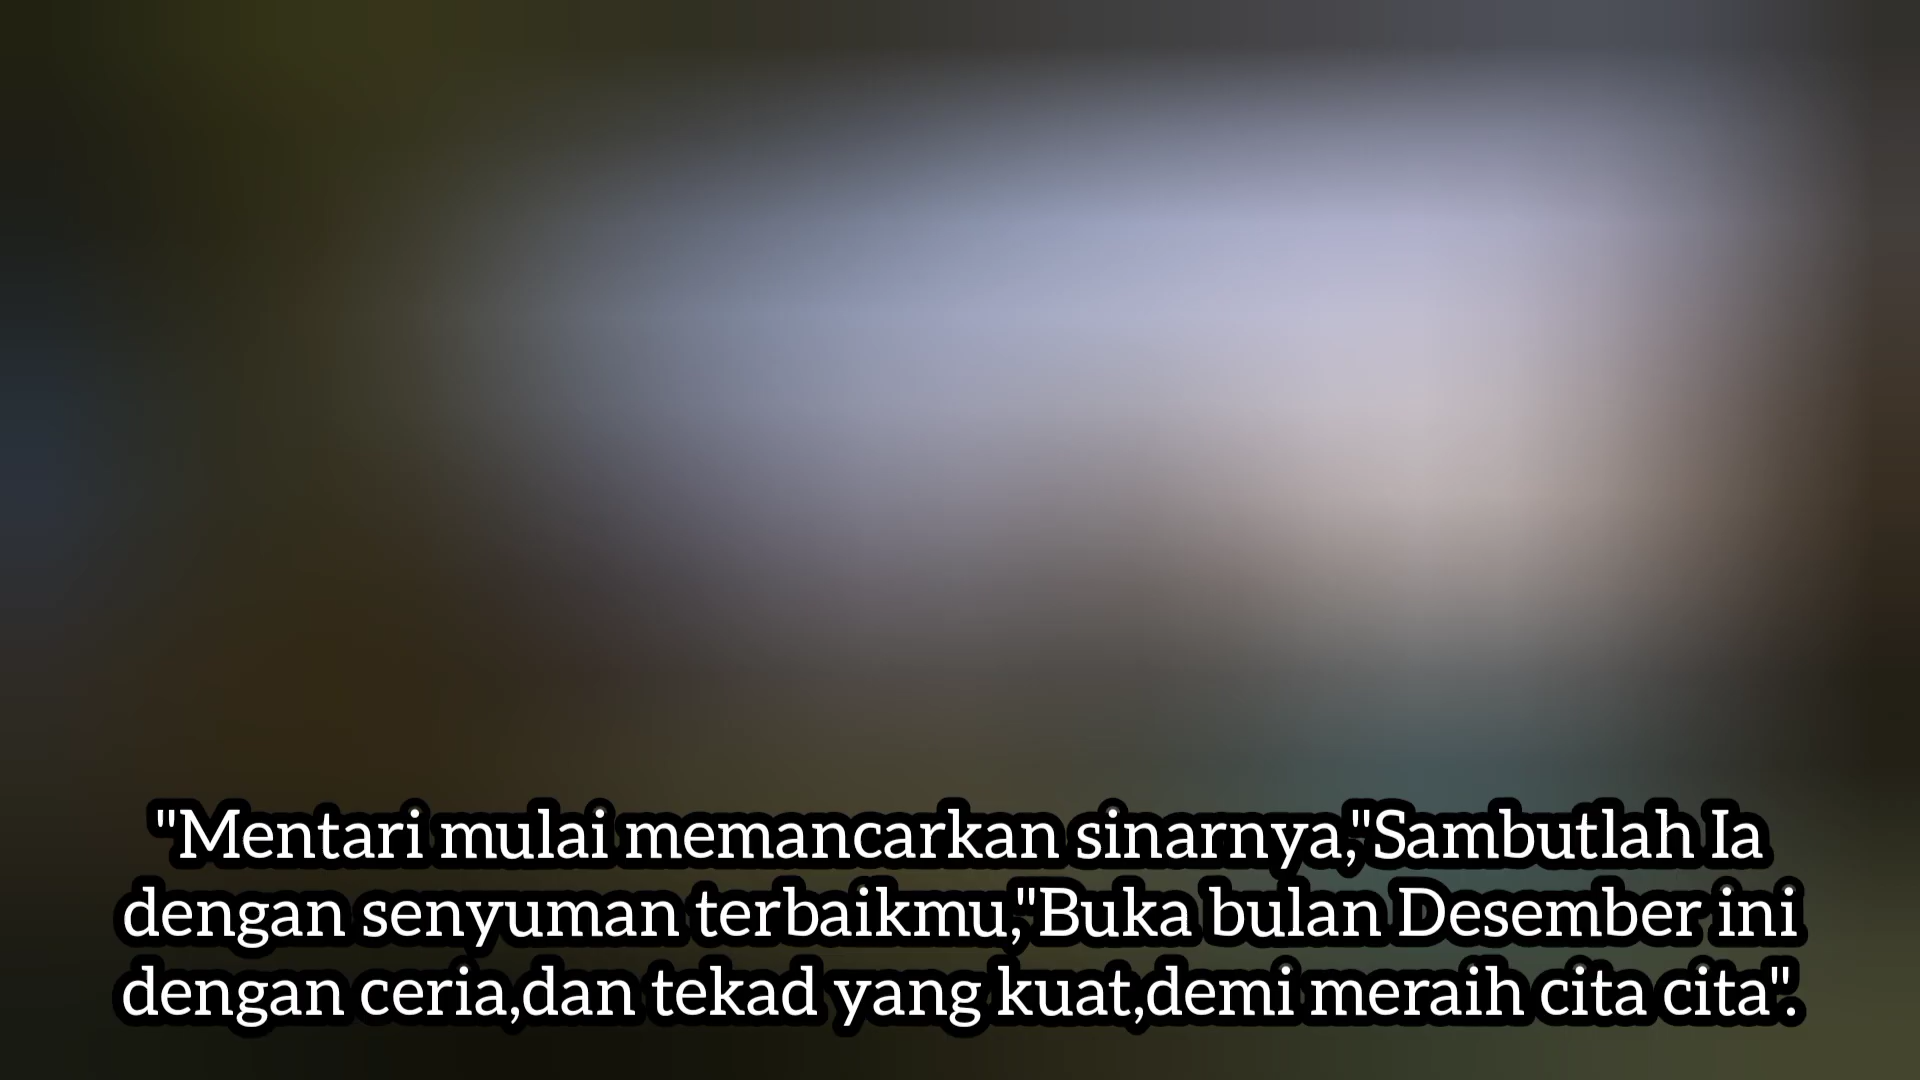 "Mentari mulai memancarkan sinarnya,"Sambutlah Ia
dengan senyuman terbaikmu,"Buka bulan Desember ini
dengan ceria,dan tekad yang kuat,demi meraih cita cita".